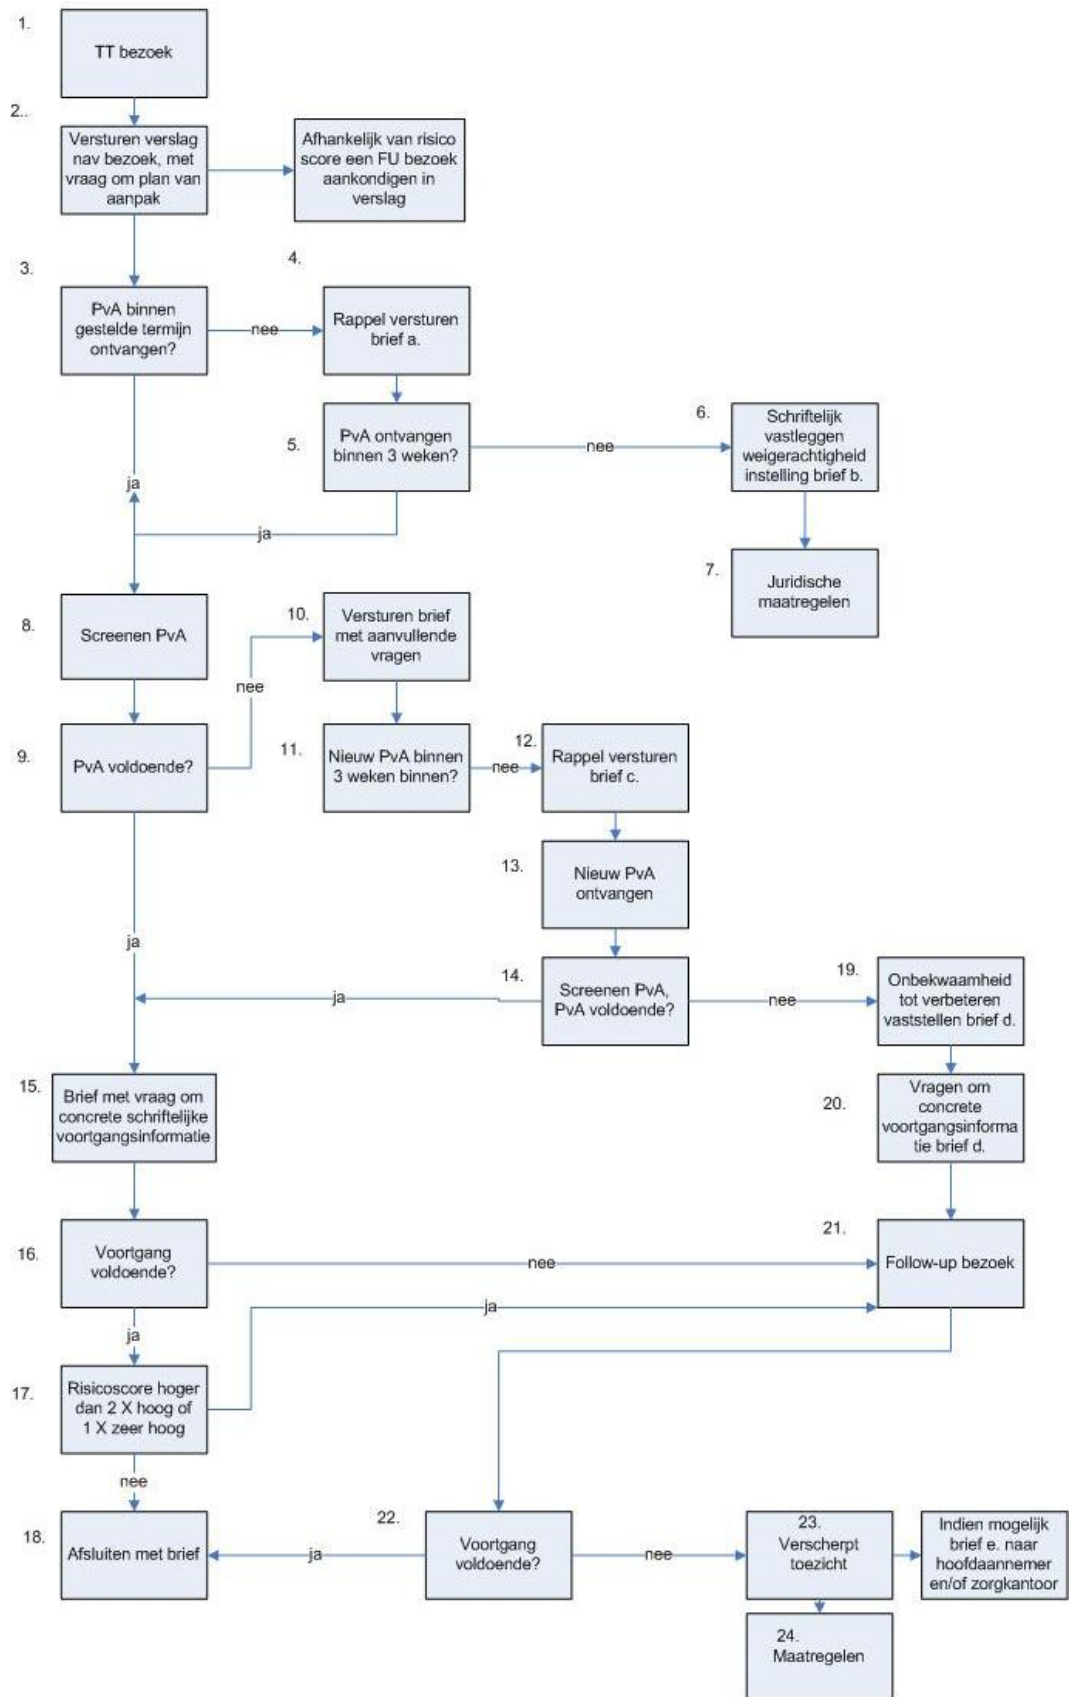 1.
TT bezoek
2..
Versturen verslag
nav bezoek, met
vraag om plan van
aanpak
Afhankelijk van risico
score een FU bezoek
aankondigen in
verslag
3.
PvA binnen
gestelde termijn
ontvangen?
nee
4.
Rappel versturen
brief a.
5.
PvA ontvangen
binnen 3 weken?
nee
6.
Schriftelijk
vastleggen
weigerachtigheid
instelling brief b.
ja
ja
7.
Juridische
maatregelen
8.
Screenen PvA
10.
Versturen brief
met aanvullende
vragen
nee
9.
PvA voldoende?
11.
Nieuw PvA binnen
3 weken binnen?
nee
12.
Rappel versturen
brief c.
13.
Nieuw PvA
ontvangen
ja
14.
Screenen PvA,
PvA voldoende?
ja
nee
19.
Onbekwaamheid
tot verbeteren
vaststellen brief d.
15.
Brief met vraag om
concrete schriftelijke
voortgangsinformatie
20.
Vragen om
concrete
voortgangsinforma
tie brief d.
16.
Voortgang
voldoende?
nee
21.
Follow-up bezoek
ja
ja
17.
Risicoscore hoger
dan 2 X hoog of
1 X zeer hoog
nee
18.
Afsluiten met brief
ja
22.
Voortgang
voldoende?
nee
23.
Verscherpt
toezicht
Indien mogelijk
brief e. naar
hoofdaannemer
en/of zorgkantoor
24.
Maatregelen